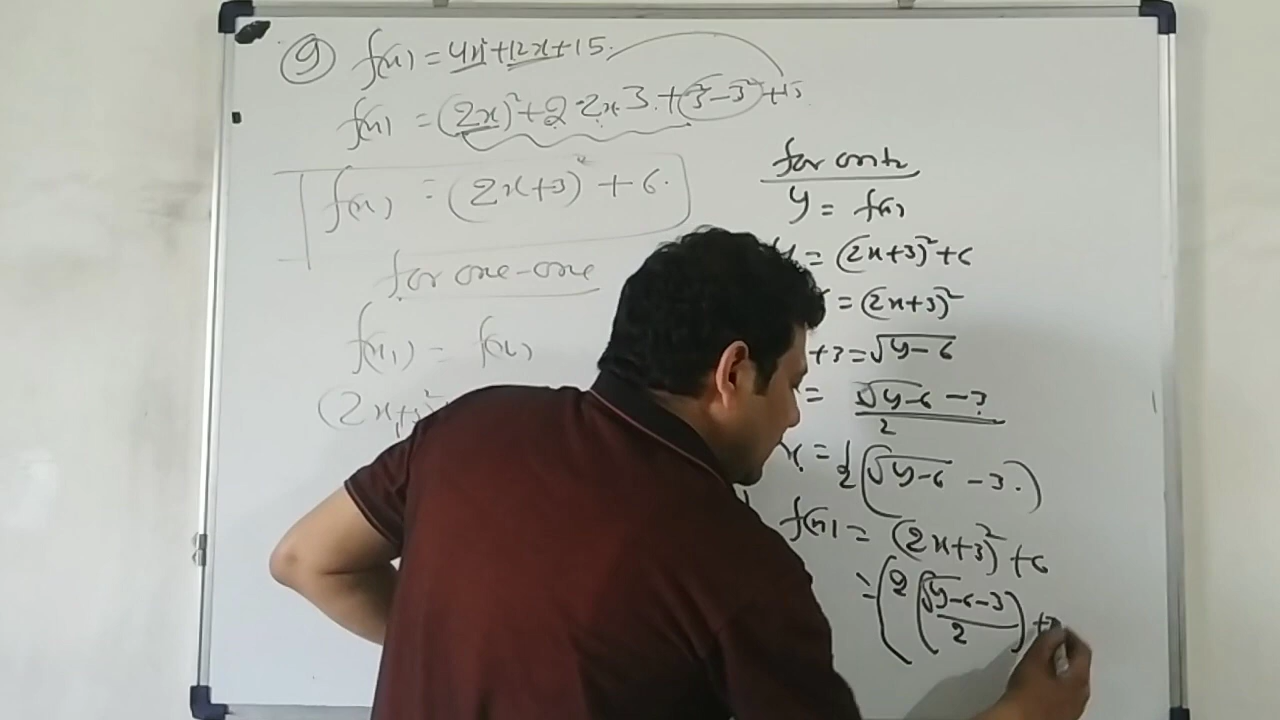 9 f(x) = 4x²+12x+15.
f(x) = (2x)²+2·2x·3.+3²-3²+15
f(x) = (2x+3)² + 6.
for one-one
f(x₁) = f(x₂)
(2x₁+3)²
for onto
y = f(x)
y = (2x+3)²+6
= (2x+3)²
+3 = √y-6
= √y-6 -3
2
x = 1/2 (√y-6 -3.)
f(x) = (2x+3)²+6
= (2 (√y-6-3
2
) +3